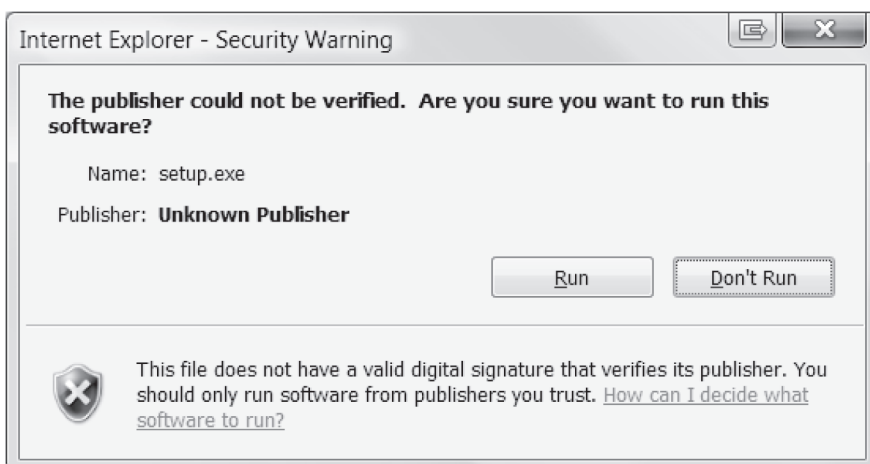 Internet Explorer - Security Warning
The publisher could not be verified. Are you sure you want to run this
software?
Name: setup.exe
Publisher: Unknown Publisher
Run
Don't Run
This file does not have a valid digital signature that verifies its publisher. You
should only run software from publishers you trust. How can I decide what
software to run?